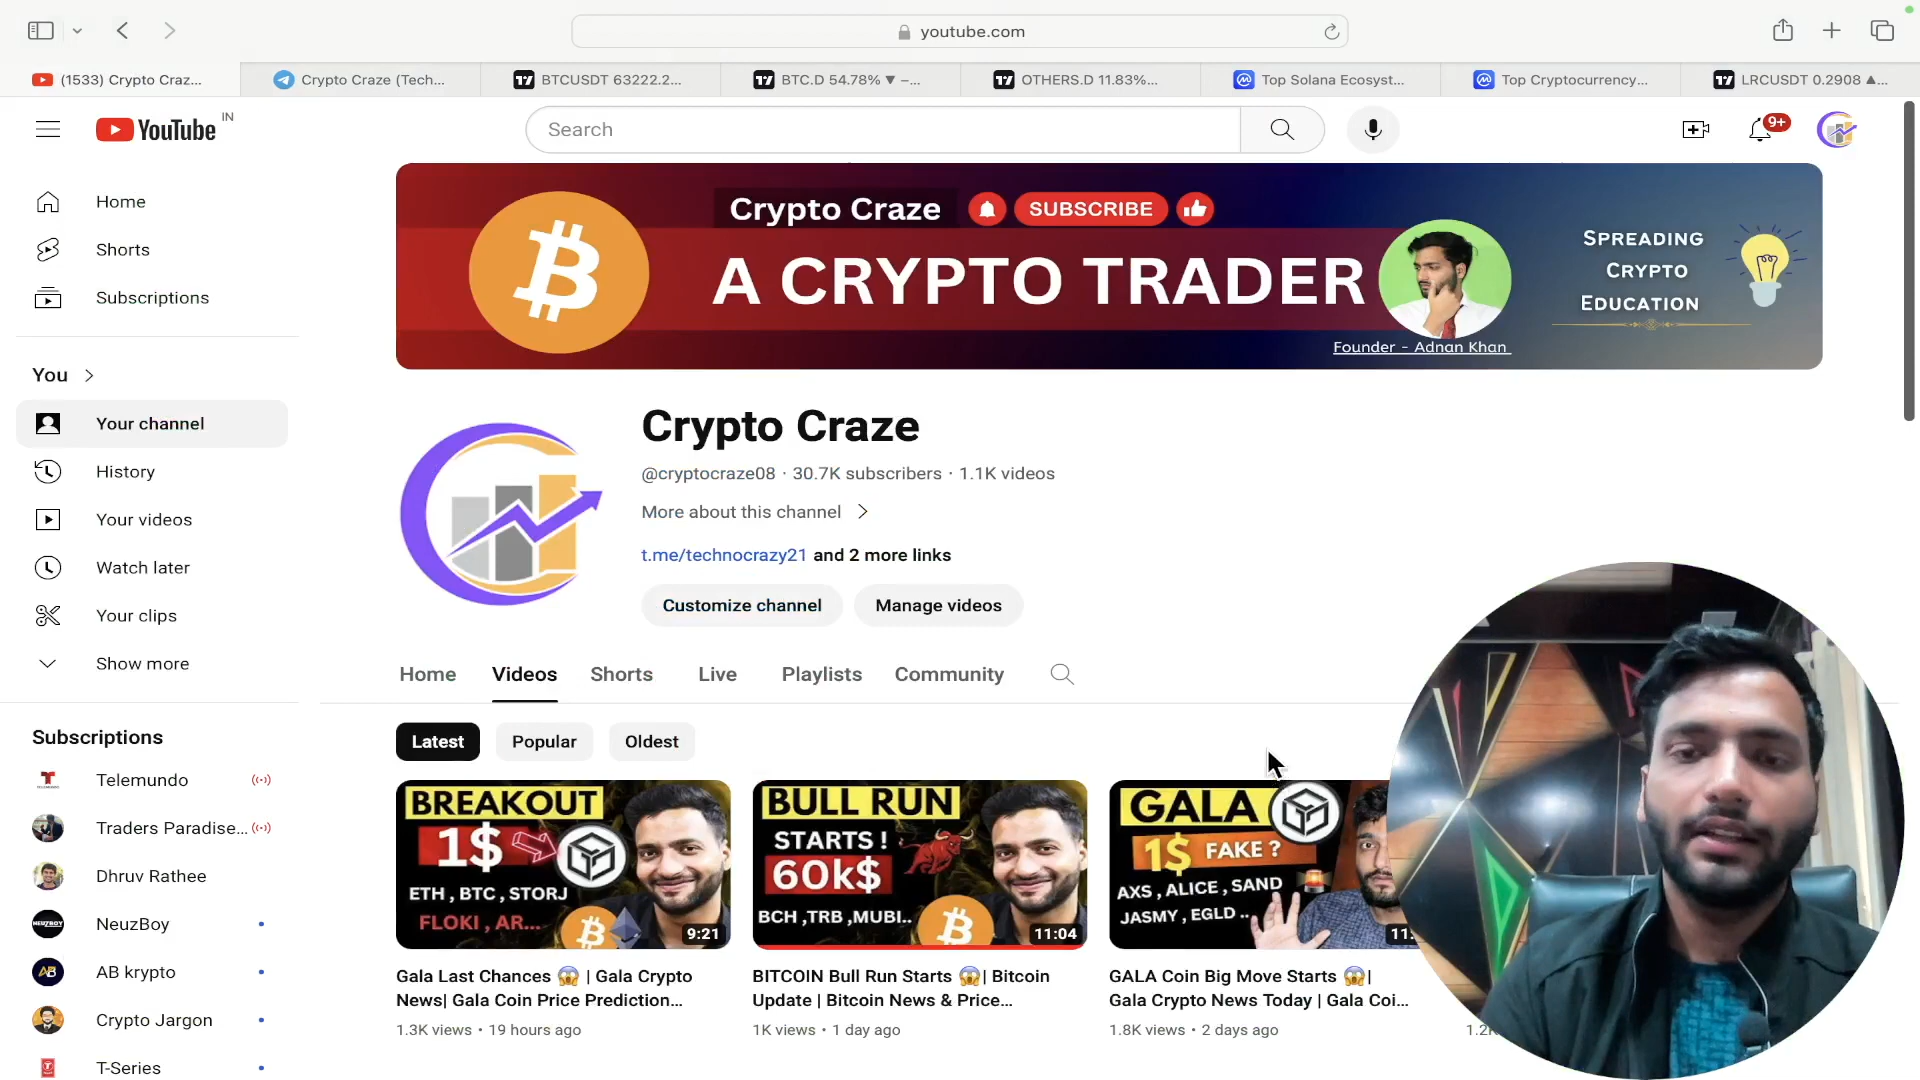 youtube.com
(1533) Crypto Craz...
Crypto Craze (Tech...
BTCUSDT 63222.2...
BTC.D 54.78% ▼ –...
OTHERS.D 11.83%...
Top Solana Ecosyst...
Top Cryptocurrency...
LRCUSDT 0.2908 ▲...
YouTube IN
Search
9+
Home
Shorts
Subscriptions
You
Your channel
History
Your videos
Watch later
Your clips
Show more
Subscriptions
Telemundo
Traders Paradise...
Dhruv Rathee
NeuzBoy
AB krypto
Crypto Jargon
T-Series
Crypto Craze SUBSCRIBE
A CRYPTO TRADER
Founder - Adnan Khan
SPREADING
CRYPTO
EDUCATION
Crypto Craze
@cryptocraze08 · 30.7K subscribers · 1.1K videos
More about this channel
t.me/technocrazy21 and 2 more links
Customize channel Manage videos
Home Videos Shorts Live Playlists Community
Latest Popular Oldest
BREAKOUT
1$
ETH , BTC , STORJ
FLOKI , AR...
9:21
Gala Last Chances 😱 | Gala Crypto
News| Gala Coin Price Prediction...
1.3K views • 19 hours ago
BULL RUN
STARTS !
60k$
BCH ,TRB ,MUBI..
11:04
BITCOIN Bull Run Starts 😱| Bitcoin
Update | Bitcoin News & Price...
1K views • 1 day ago
GALA
1$ FAKE ?
AXS , ALICE , SAND
JASMY , EGLD ..
GALA Coin Big Move Starts 😱|
Gala Crypto News Today | Gala Coi...
1.8K views • 2 days ago